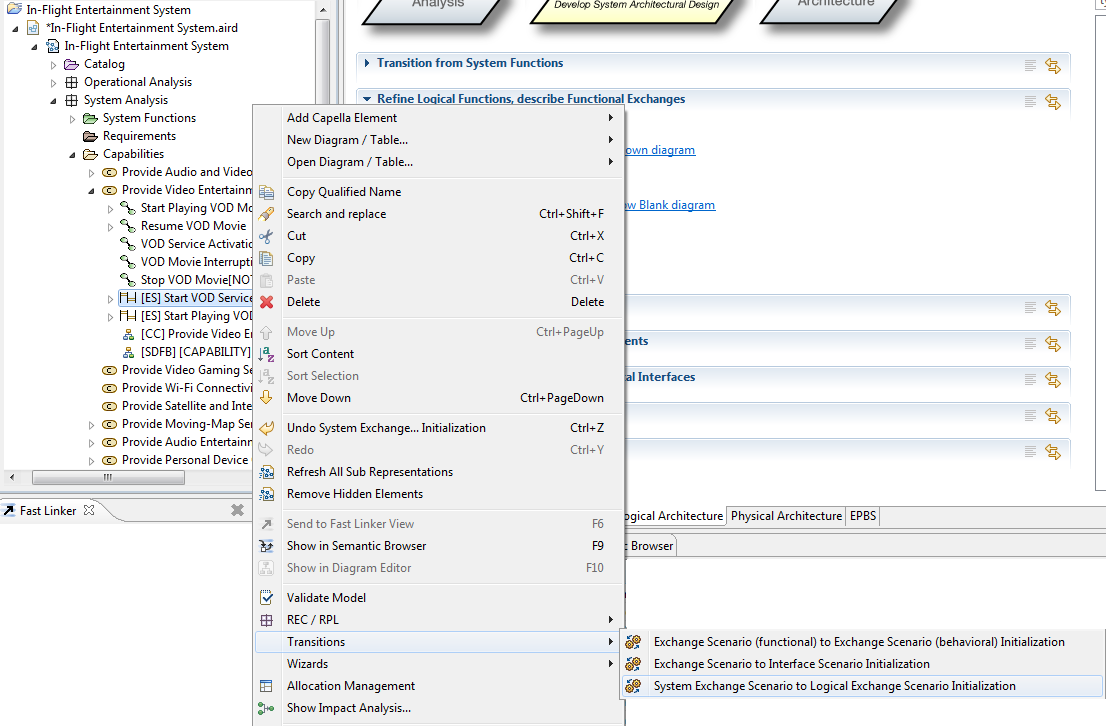 In-Flight Entertainment System
*In-Flight Entertainment System.aird
In-Flight Entertainment System
Catalog
Operational Analysis
System Analysis
System Functions
Requirements
Capabilities
Provide Audio and Video
Provide Video Entertainm
Start Playing VOD Mo
Resume VOD Movie
VOD Service Activatio
VOD Movie Interrupti
Stop VOD Movie[NOT
[ES] Start VOD Service
[ES] Start Playing VOD
[CC] Provide Video En
[SDFB] [CAPABILITY]
Provide Video Gaming Se
Provide Wi-Fi Connectivi
Provide Satellite and Inte
Provide Moving-Map Ser
Provide Audio Entertainm
Provide Personal Device
Fast Linker
Analysis
Develop System Architectural Design
Architecture
Transition from System Functions
Refine Logical Functions, describe Functional Exchanges
own diagram
ow Blank diagram
ents
al Interfaces
ogical Architecture
Physical Architecture
EPBS
c Browser
Add Capella Element
New Diagram / Table...
Open Diagram / Table...
Copy Qualified Name
Search and replace Ctrl+Shift+F
Cut Ctrl+X
Copy Ctrl+C
Paste Ctrl+V
Delete Delete
Move Up Ctrl+PageUp
Sort Content
Sort Selection
Move Down Ctrl+PageDown
Undo System Exchange... Initialization Ctrl+Z
Redo Ctrl+Y
Refresh All Sub Representations
Remove Hidden Elements
Send to Fast Linker View F6
Show in Semantic Browser F9
Show in Diagram Editor F10
Validate Model
REC / RPL
Transitions
Wizards
Allocation Management
Show Impact Analysis...
Exchange Scenario (functional) to Exchange Scenario (behavioral) Initialization
Exchange Scenario to Interface Scenario Initialization
System Exchange Scenario to Logical Exchange Scenario Initialization